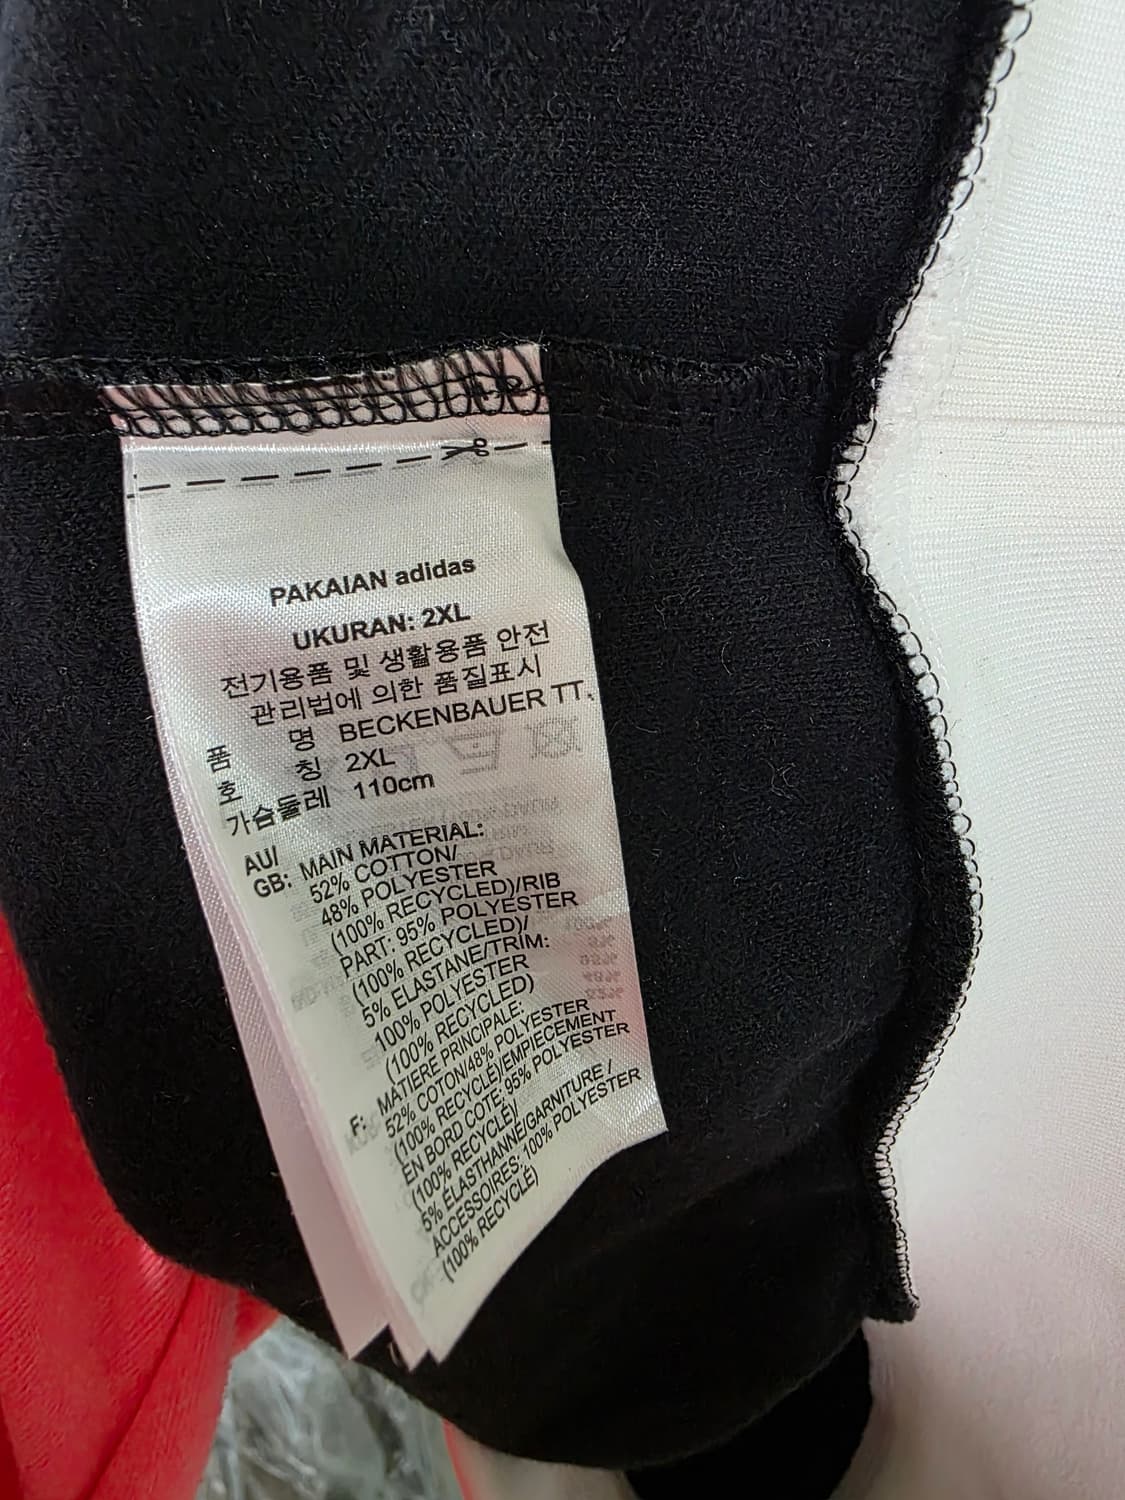 PAKAIAN adidas
UKURAN: 2XL
전기용품 및 생활용품 안전
관리법에 의한 품질표시
품 명 BECKENBAUER TT.
호 칭 2XL
가슴둘레 110cm
AU/
GB: MAIN MATERIAL:
52% COTTON/
48% POLYESTER
(100% RECYCLED)/RIB
PART: 95% POLYESTER
(100% RECYCLED)/
5% ELASTANE/TRIM:
100% POLYESTER
(100% RECYCLED)
F: MATIERE PRINCIPALE:
52% COTON/48% POLYESTER
(100% RECYCLÉ)/EMPIECEMENT
EN BORD COTE: 95% POLYESTER
(100% RECYCLÉ)/
5% ÉLASTHANNE/GARNITURE /
ACCESSOIRES: 100% POLYESTER
(100% RECYCLÉ)